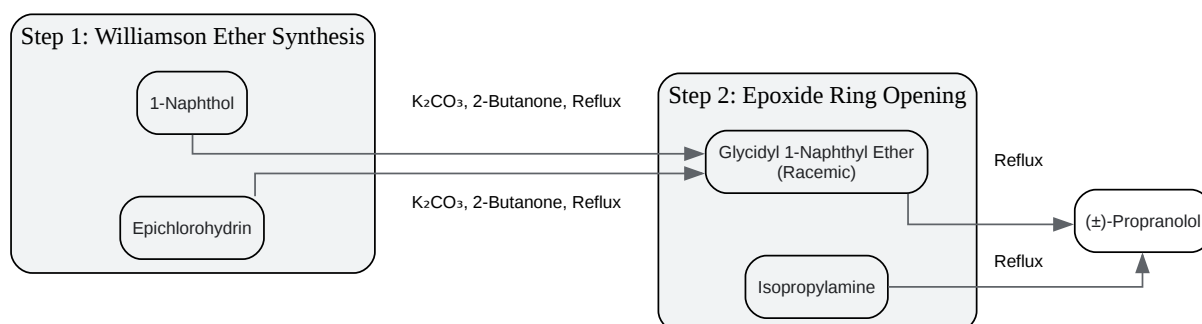 Step 1: Williamson Ether Synthesis
1-Naphthol
Epichlorohydrin
K₂CO₃, 2-Butanone, Reflux
K₂CO₃, 2-Butanone, Reflux
Step 2: Epoxide Ring Opening
Glycidyl 1-Naphthyl Ether
(Racemic)
Isopropylamine
Reflux
Reflux
(±)-Propranolol